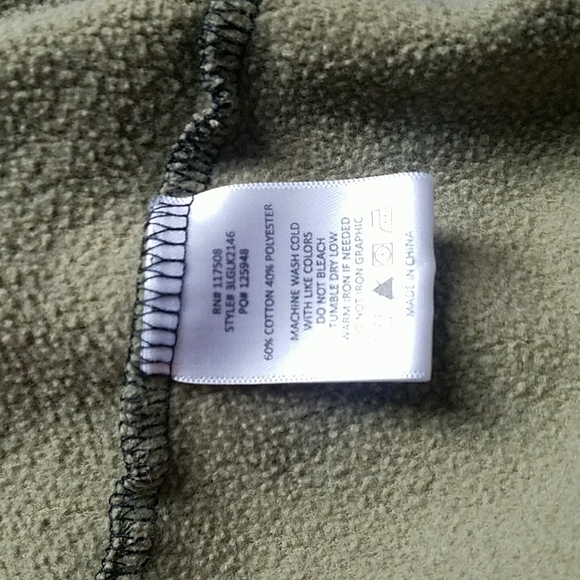 RN# 117508
STYLE# 3LGLK2146
PO# 125948
60% COTTON 40% POLYESTER
MACHINE WASH COLD
WITH LIKE COLORS
DO NOT BLEACH
TUMBLE DRY LOW
WARM IRON IF NEEDED
DO NOT IRON GRAPHIC
MADE IN CHINA